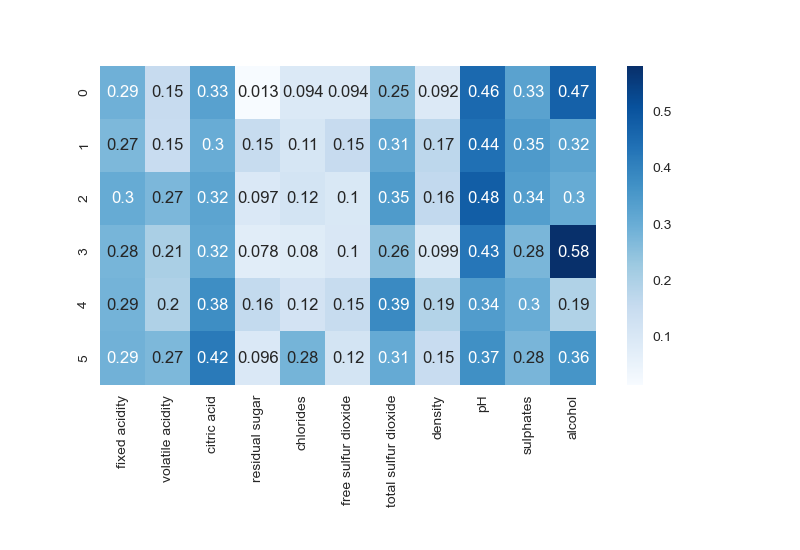 0 0.29 0.15 0.33 0.013 0.094 0.094 0.25 0.092 0.46 0.33 0.47
1 0.27 0.15 0.3 0.15 0.11 0.15 0.31 0.17 0.44 0.35 0.32
2 0.3 0.27 0.32 0.097 0.12 0.1 0.35 0.16 0.48 0.34 0.3
3 0.28 0.21 0.32 0.078 0.08 0.1 0.26 0.099 0.43 0.28 0.58
4 0.29 0.2 0.38 0.16 0.12 0.15 0.39 0.19 0.34 0.3 0.19
5 0.29 0.27 0.42 0.096 0.28 0.12 0.31 0.15 0.37 0.28 0.36
fixed acidity
volatile acidity
citric acid
residual sugar
chlorides
free sulfur dioxide
total sulfur dioxide
density
pH
sulphates
alcohol
0.5
0.4
0.3
0.2
0.1